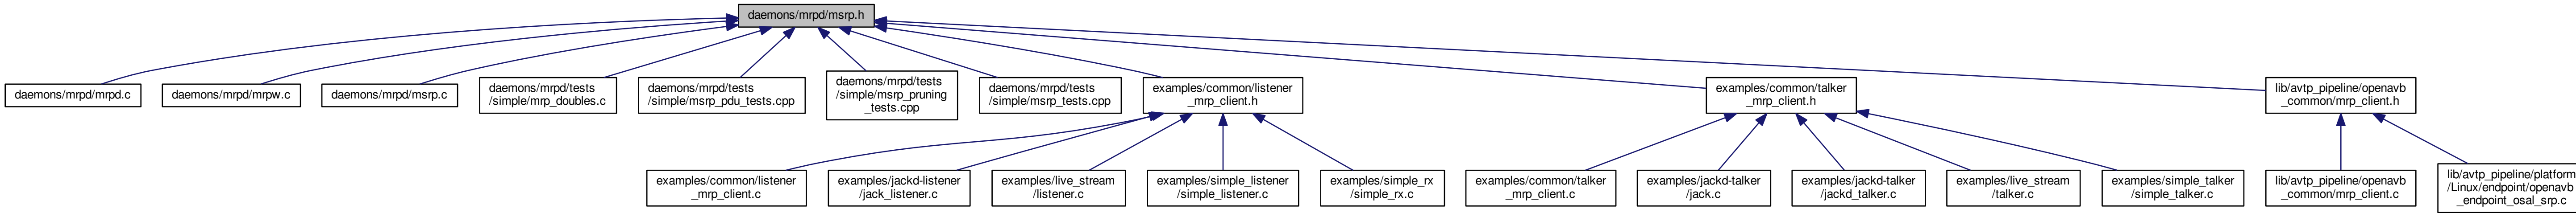 daemons/mrpd/msrp.h
daemons/mrpd/mrpd.c
daemons/mrpd/mrpw.c
daemons/mrpd/msrp.c
daemons/mrpd/tests
/simple/mrp_doubles.c
daemons/mrpd/tests
/simple/msrp_pdu_tests.cpp
daemons/mrpd/tests
/simple/msrp_pruning
_tests.cpp
daemons/mrpd/tests
/simple/msrp_tests.cpp
examples/common/listener
_mrp_client.h
examples/common/talker
_mrp_client.h
lib/avtp_pipeline/openavb
_common/mrp_client.h
examples/common/listener
_mrp_client.c
examples/jackd-listener
/jack_listener.c
examples/live_stream
/listener.c
examples/simple_listener
/simple_listener.c
examples/simple_rx
/simple_rx.c
examples/common/talker
_mrp_client.c
examples/jackd-talker
/jack.c
examples/jackd-talker
/jackd_talker.c
examples/live_stream
/talker.c
examples/simple_talker
/simple_talker.c
lib/avtp_pipeline/openavb
_common/mrp_client.c
lib/avtp_pipeline/platform
/Linux/endpoint/openavb
_endpoint_osal_srp.c